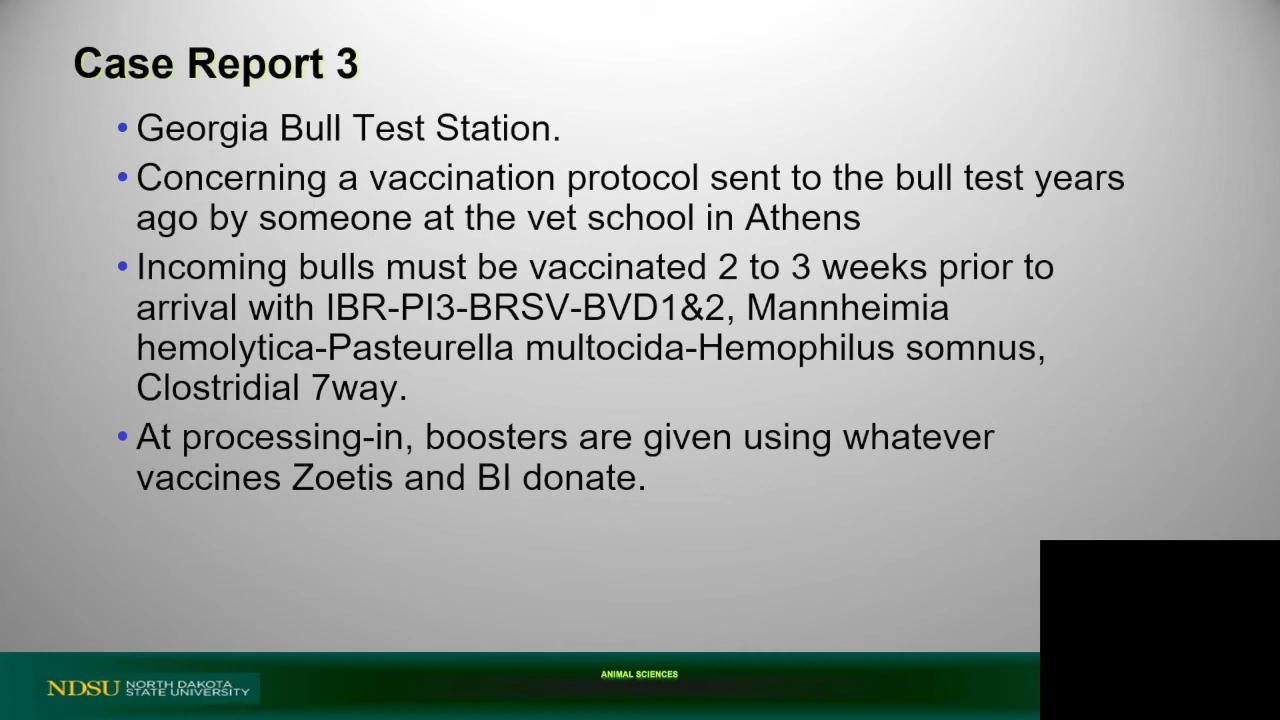 Case Report 3
• Georgia Bull Test Station.
• Concerning a vaccination protocol sent to the bull test years
ago by someone at the vet school in Athens
• Incoming bulls must be vaccinated 2 to 3 weeks prior to
arrival with IBR-PI3-BRSV-BVD1&2, Mannheimia
hemolytica-Pasteurella multocida-Hemophilus somnus,
Clostridial 7way.
• At processing-in, boosters are given using whatever
vaccines Zoetis and BI donate.
ANIMAL SCIENCES
NDSU NORTH DAKOTA
STATE UNIVERSITY